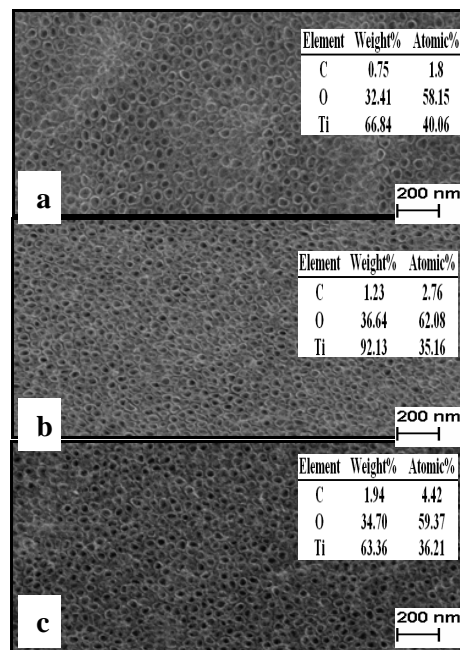 Element Weight% Atomic%
C 0.75 1.8
O 32.41 58.15
Ti 66.84 40.06
a
200 nm
Element Weight% Atomic%
C 1.23 2.76
O 36.64 62.08
Ti 92.13 35.16
b
200 nm
Element Weight% Atomic%
C 1.94 4.42
O 34.70 59.37
Ti 63.36 36.21
c
200 nm